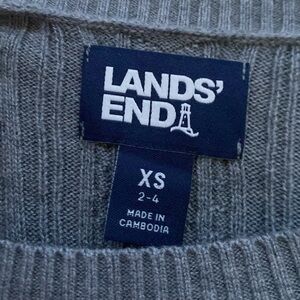 LANDS'
END
XS
2-4
MADE IN
CAMBODIA